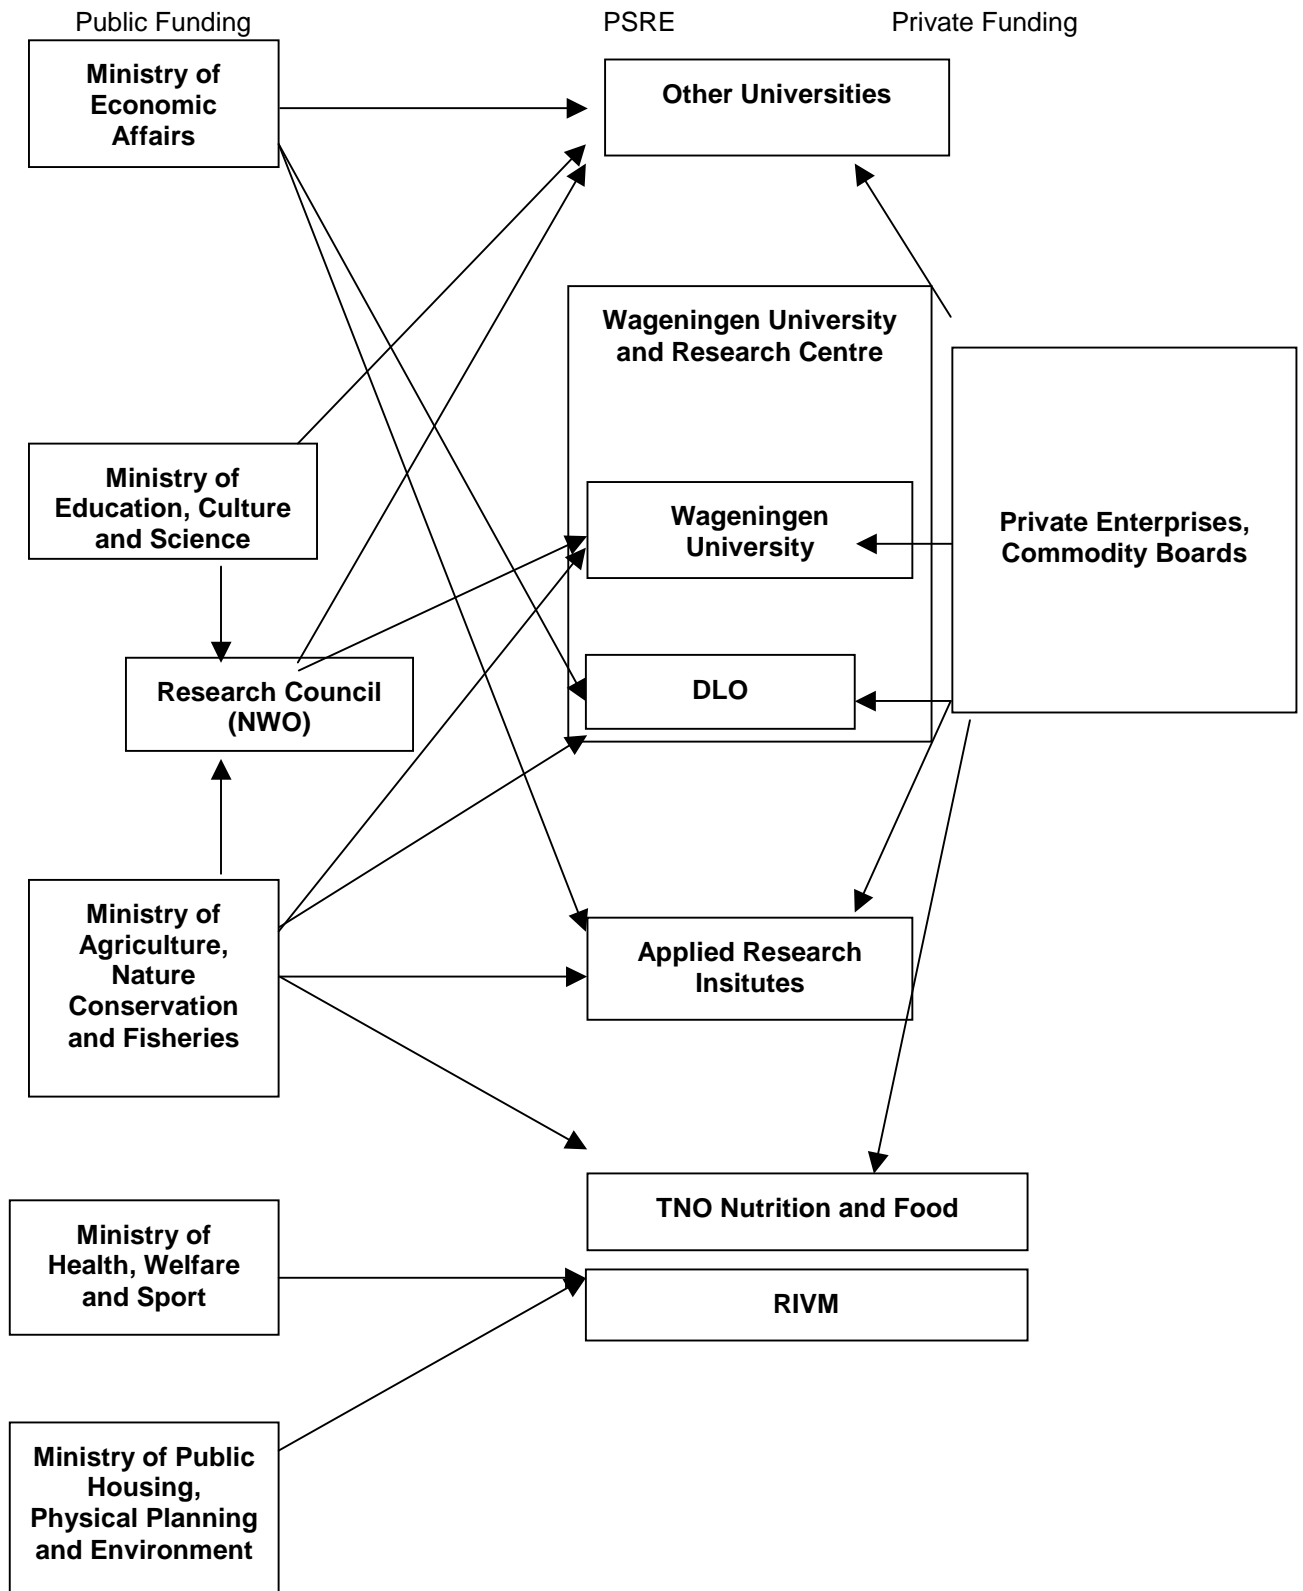 Public Funding
PSRE
Private Funding
Ministry of
Economic
Affairs
Other Universities
Wageningen University
and Research Centre
Ministry of
Education, Culture
and Science
Wageningen
University
Private Enterprises,
Commodity Boards
Research Council
(NWO)
DLO
Ministry of
Agriculture,
Nature
Conservation
and Fisheries
Applied Research
Insitutes
TNO Nutrition and Food
Ministry of
Health, Welfare
and Sport
RIVM
Ministry of Public
Housing,
Physical Planning
and Environment